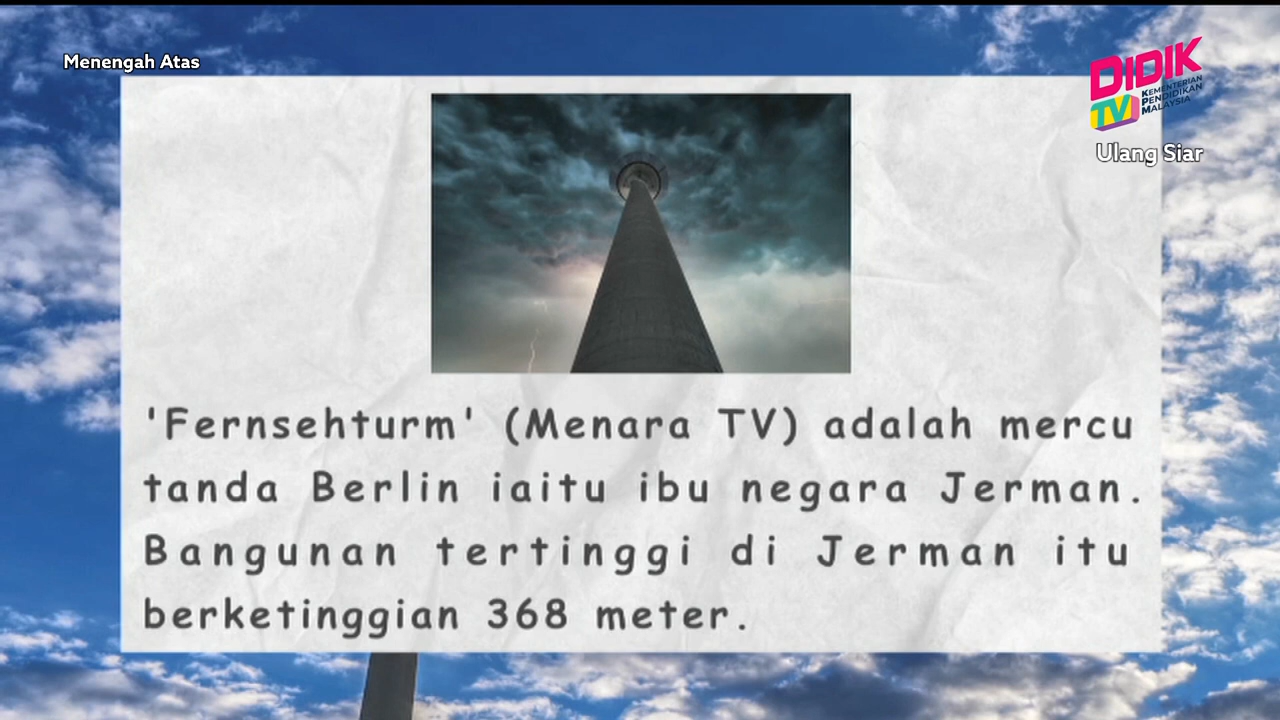 Menengah Atas
DIDIK
TV
KEMENTERIAN
PENDIDIKAN
MALAYSIA
Ulang Siar
'Fernsehturm' (Menara TV) adalah mercu
tanda Berlin iaitu ibu negara Jerman.
Bangunan tertinggi di Jerman itu
berketinggian 368 meter.